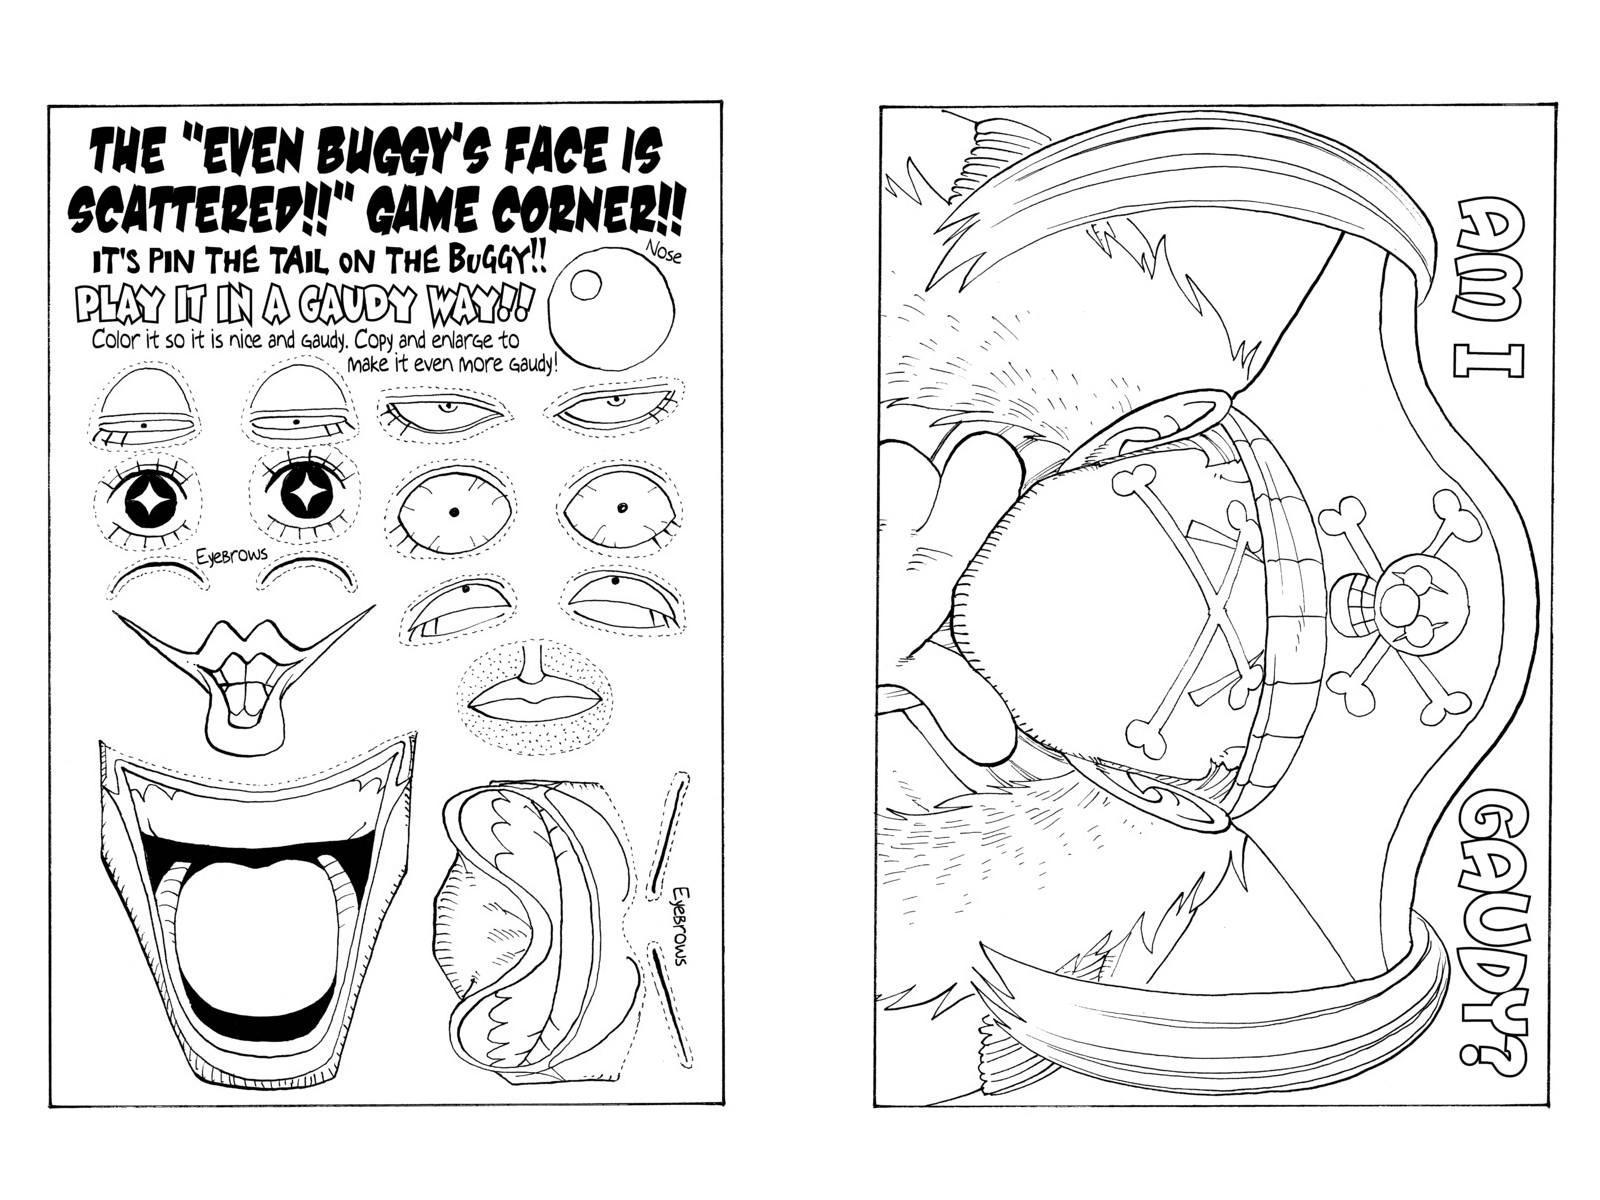 THE "EVEN BUGGY'S FACE IS
SCATTERED!!" GAME CORNER!!
IT'S PIN THE TAIL ON THE BUGGY!!
PLAY IT IN A GAUDY WAY!!
Color it so it is nice and gaudy. Copy and enlarge to
make it even more gaudy!
Nose
Eyebrows
Eyebrows
AM I
GAUDY?